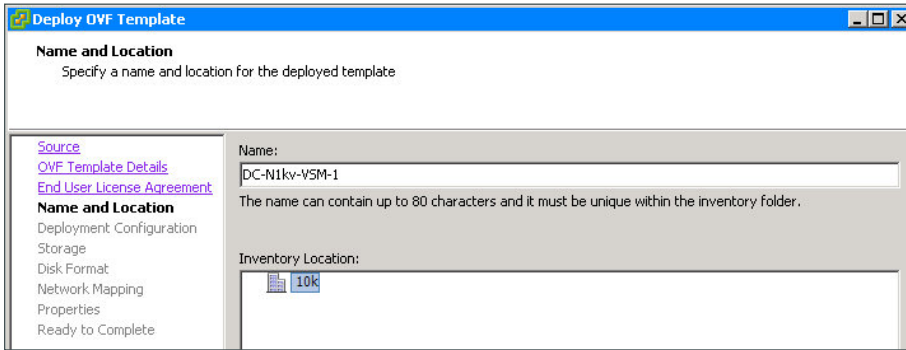 Deploy OVF Template
Name and Location
Specify a name and location for the deployed template
Source
OVF Template Details
End User License Agreement
Name and Location
Deployment Configuration
Storage
Disk Format
Network Mapping
Properties
Ready to Complete
Name:
DC-N1kv-VSM-1
The name can contain up to 80 characters and it must be unique within the inventory folder.
Inventory Location:
10k